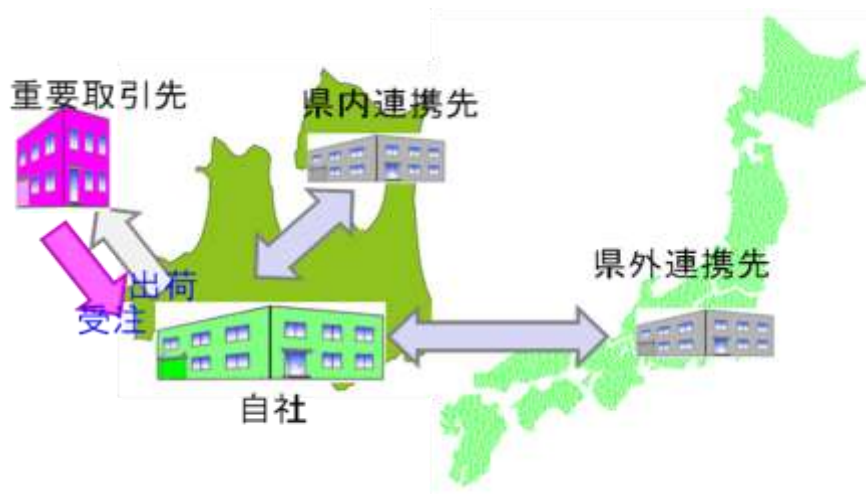 重要取引先
県内連携先
県外連携先
出荷
受注
自社